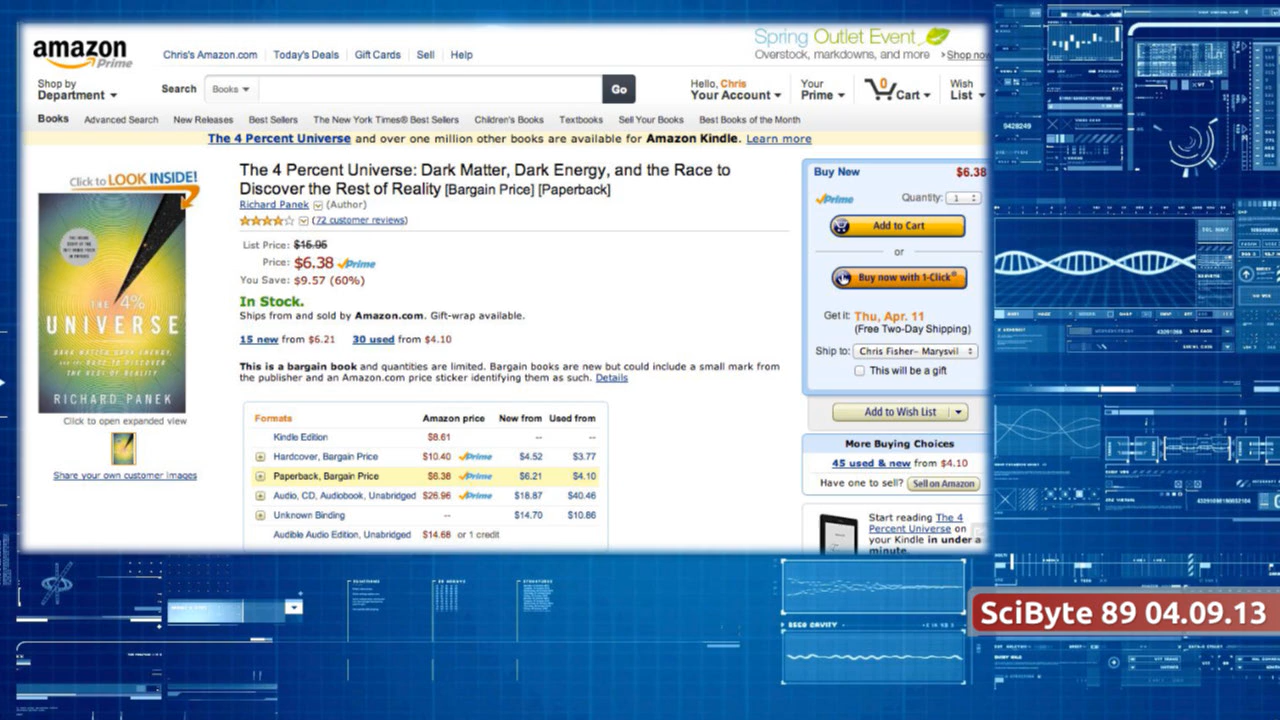 amazon
Prime
Chris's Amazon.com
Today's Deals
Gift Cards
Sell
Help
Spring Outlet Event
Overstock, markdowns, and more
Shop now
Shop by
Department
Search
Books
Go
Hello, Chris
Your Account
Your
Prime
0
Cart
Wish
List
Books
Advanced Search
New Releases
Best Sellers
The New York Times® Best Sellers
Children's Books
Textbooks
Sell Your Books
Best Books of the Month
The 4 Percent Universe and over one million other books are available for Amazon Kindle. Learn more
Click to LOOK INSIDE!
THE 4%
UNIVERSE
DARK MATTER, DARK ENERGY,
AND THE RACE TO DISCOVER
THE REST OF REALITY
RICHARD PANEK
Click to open expanded view
Share your own customer images
The 4 Percent Universe: Dark Matter, Dark Energy, and the Race to
Discover the Rest of Reality [Bargain Price] [Paperback]
Richard Panek (Author)
(72 customer reviews)
List Price: $15.95
Price: $6.38 Prime
You Save: $9.57 (60%)
In Stock.
Ships from and sold by Amazon.com. Gift-wrap available.
15 new from $6.21 30 used from $4.10
This is a bargain book and quantities are limited. Bargain books are new but could include a small mark from
the publisher and an Amazon.com price sticker identifying them as such. Details
Formats Amazon price New from Used from
Kindle Edition $8.61 -- --
Hardcover, Bargain Price $10.40 Prime $4.52 $3.77
Paperback, Bargain Price $6.38 Prime $6.21 $4.10
Audio, CD, Audiobook, Unabridged $26.96 Prime $18.87 $40.46
Unknown Binding -- $14.70 $10.86
Audible Audio Edition, Unabridged $14.68 or 1 credit
Buy New $6.38
Prime Quantity: 1
Add to Cart
or
Buy now with 1-Click®
Get it: Thu, Apr. 11
(Free Two-Day Shipping)
Ship to: Chris Fisher- Marysvil
This will be a gift
Add to Wish List
More Buying Choices
45 used & new from $4.10
Have one to sell? Sell on Amazon
Start reading The 4
Percent Universe on
your Kindle in under a
minute.
9428249
SciByte 89 04.09.13